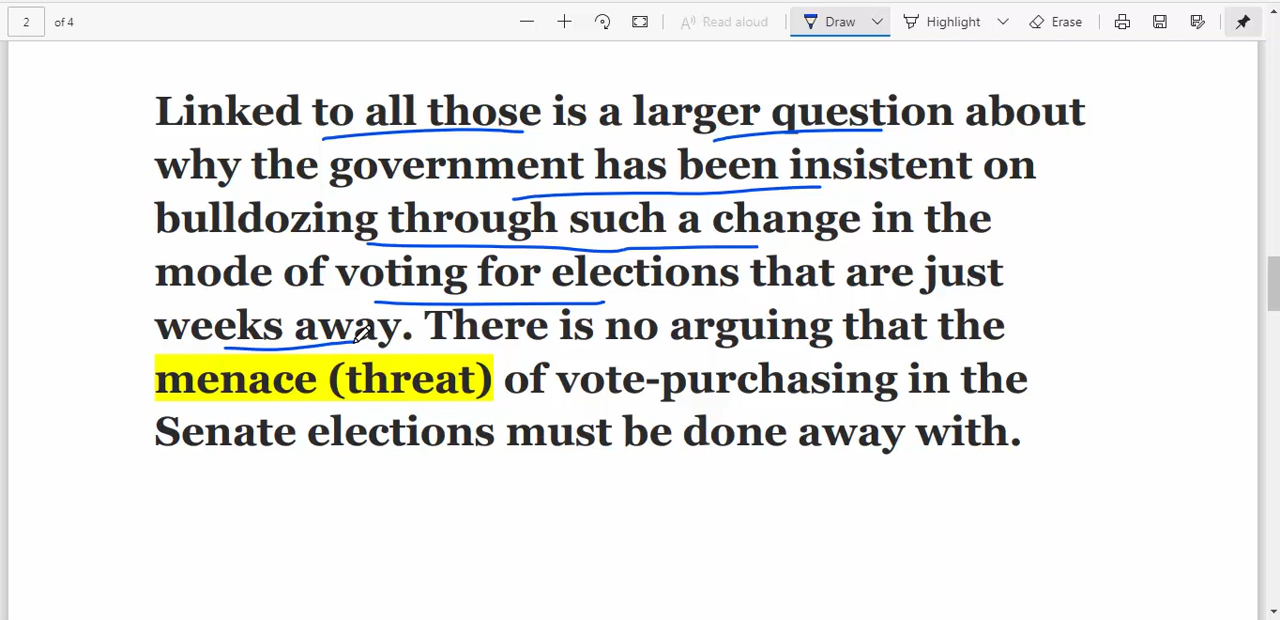 2 of 4 Read aloud Draw Highlight Erase
Linked to all those is a larger question about
why the government has been insistent on
bulldozing through such a change in the
mode of voting for elections that are just
weeks away. There is no arguing that the
menace (threat) of vote-purchasing in the
Senate elections must be done away with.